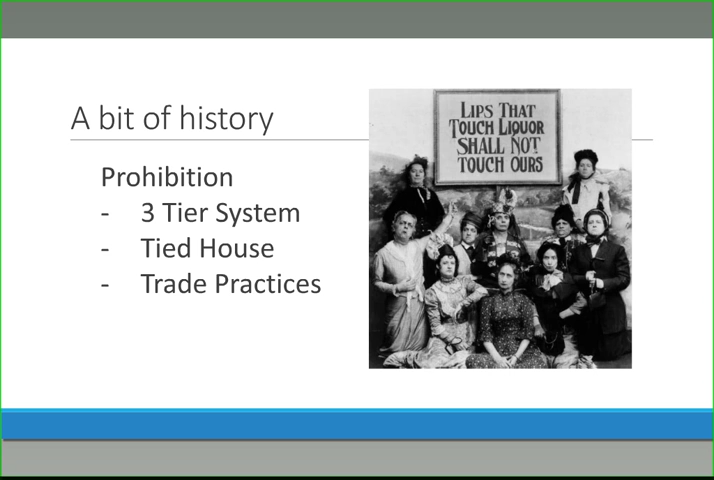 A bit of history
Prohibition
- 3 Tier System
- Tied House
- Trade Practices
LIPS THAT
TOUCH LIQUOR
SHALL NOT
TOUCH OURS